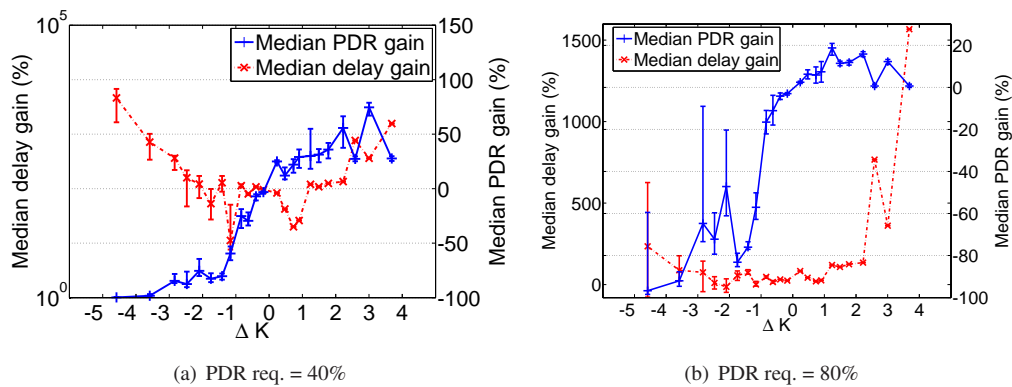 10^5
10^0
Median delay gain (%)
Median PDR gain
Median delay gain
150
100
50
0
-50
-100
Median PDR gain (%)
-5 -4 -3 -2 -1 0 1 2 3 4
Δ K
(a) PDR req. = 40%
1500
1000
500
0
Median delay gain (%)
Median PDR gain
Median delay gain
20
0
-20
-40
-60
-80
-100
Median PDR gain (%)
-5 -4 -3 -2 -1 0 1 2 3 4
Δ K
(b) PDR req. = 80%